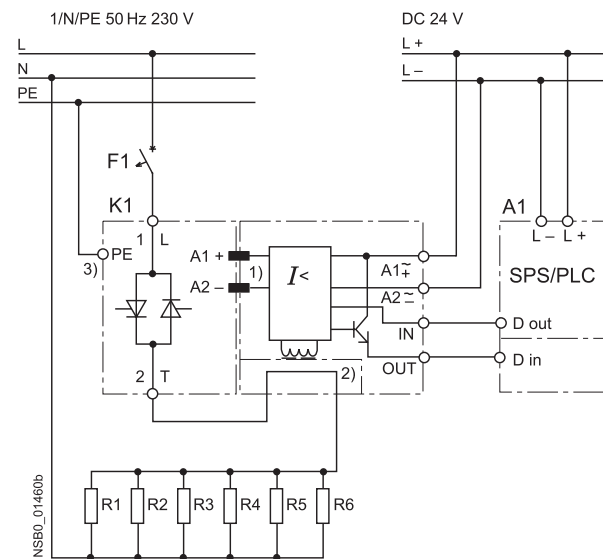 1/N/PE 50 Hz 230 V
DC 24 V
L
L +
N
L –
PE
F1
K1
A1
1 L
L – L +
PE
3)
A1 +
1)
I<
A1 ~ +
SPS/PLC
A2 –
A2 ~ –
IN
D out
OUT
D in
2 T
2)
R1 R2 R3 R4 R5 R6
NSB0_01460b